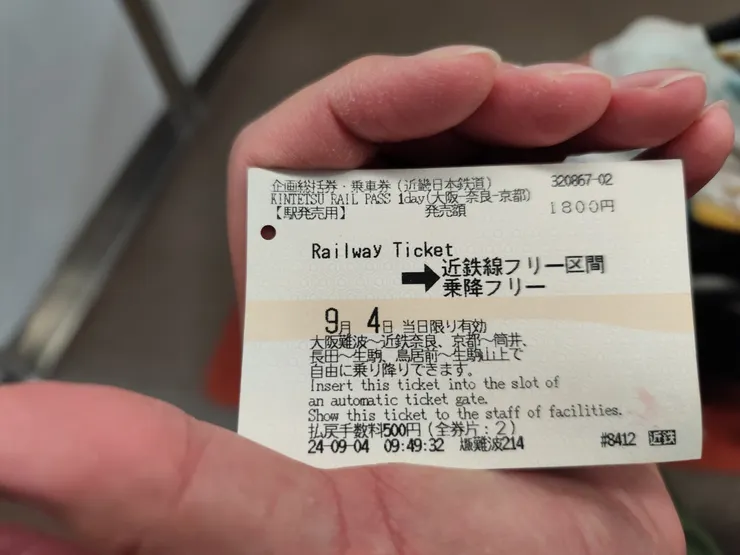 企画総括券・乗車券(近畿日本鉄道) 320867-02
KINTETSU RAIL PASS 1day(大阪-奈良-京都)
【駅発売用】 発売額 1800円
Railway Ticket
➡近鉄線フリー区間
乗降フリー
9月 4日 当日限り有効
大阪難波~近鉄奈良、京都~筒井、
長田~生駒、鳥居前~生駒山上で
自由に乗り降りできます。
Insert this ticket into the slot of
an automatic ticket gate.
Show this ticket to the staff of facilities.
払戻手数料500円(全券片:2)
24-09-04 09:49:32 難波214 #8412 近鉄